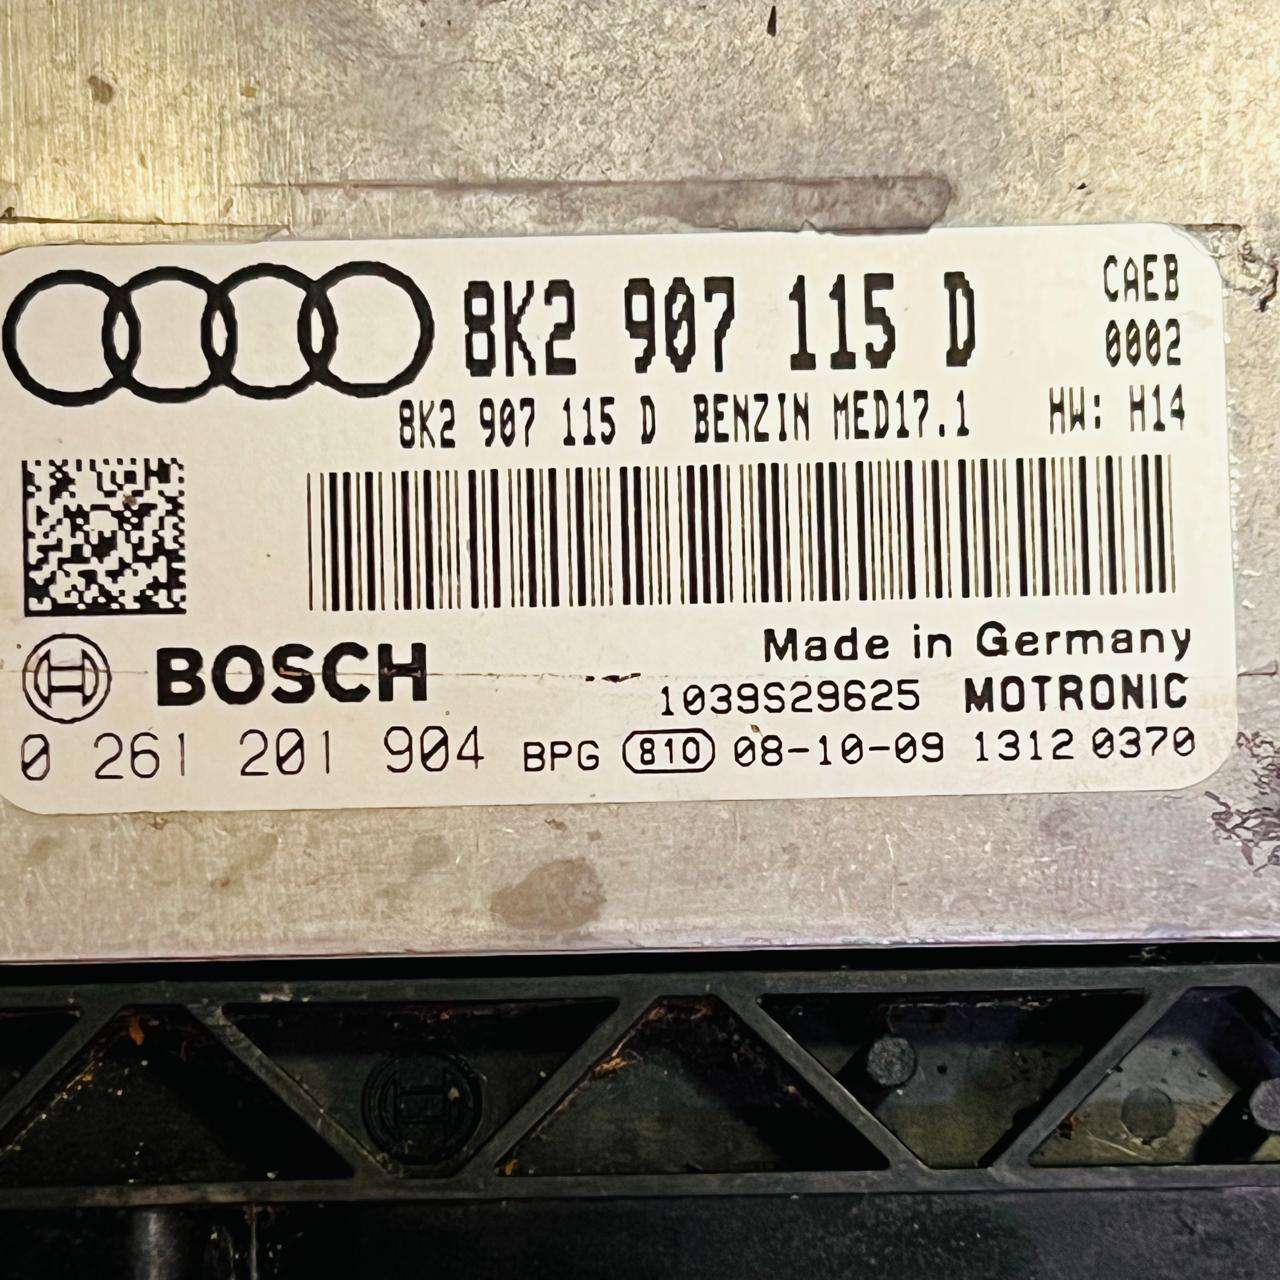 8K2 907 115 D CAEB
0002
8K2 907 115 D BENZIN MED17.1 HW: H14
BOSCH Made in Germany
1039S29625 MOTRONIC
0 261 201 904 BPG 810 08-10-09 1312 0370